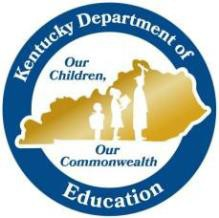 Kentucky Department of
Our
Children,
Our
Commonwealth
Education